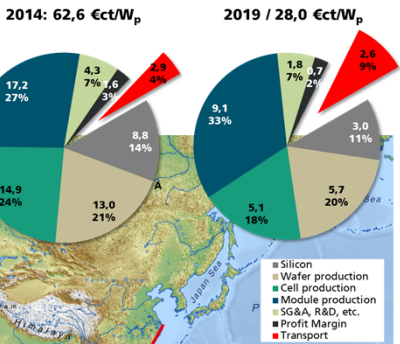 2014: 62,6 €ct/Wp
2019 / 28,0 €ct/Wp
17,2
27%
4,3
7%
1,6
3%
2,9
4%
8,8
14%
13,0
21%
14,9
24%
9,1
33%
1,8
7%
0,7
2%
2,6
9%
3,0
11%
5,7
20%
5,1
18%
A
Sea
Japan Sea
Himalaya
P
Silicon
Wafer production
Cell production
Module production
SG&A, R&D, etc.
Profit Margin
Transport